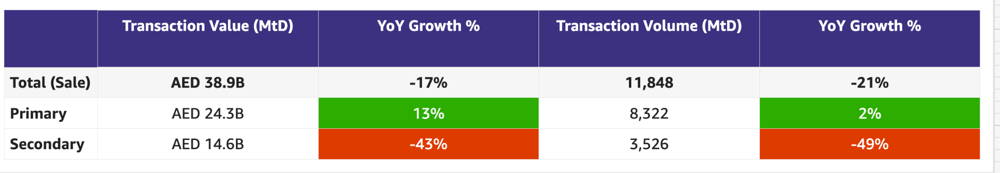 Transaction Value (MtD) YoY Growth % Transaction Volume (MtD) YoY Growth %
Total (Sale) AED 38.9B -17% 11,848 -21%
Primary AED 24.3B 13% 8,322 2%
Secondary AED 14.6B -43% 3,526 -49%